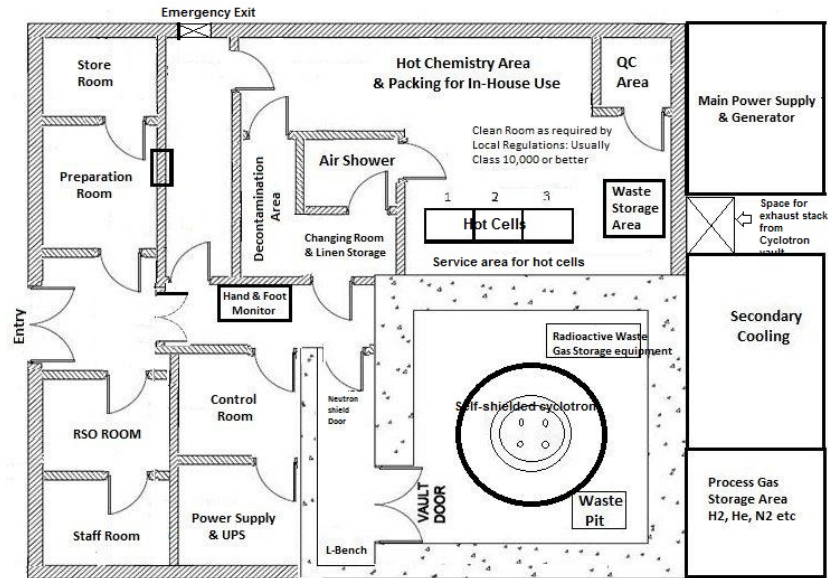 Emergency Exit
Store
Room
Hot Chemistry Area
& Packing for In-House Use
QC
Area
Main Power Supply
& Generator
Clean Room as required by
Local Regulations: Usually
Class 10,000 or better
Preparation
Room
Decontamination
Area
Air Shower
1 2 3
Hot Cells
Waste
Storage
Area
Space for
exhaust stack
from
Cyclotron
vault
Changing Room
& Linen Storage
Service area for hot cells
Entry
Hand & Foot
Monitor
Secondary
Cooling
Radioactive Waste
Gas Storage equipment
Control
Room
Neutron
shield
Door
Self-shielded cyclotron
RSO ROOM
VAULT
DOOR
Waste
Pit
Process Gas
Storage Area
H2, He, N2 etc
Staff Room
Power Supply
& UPS
L-Bench